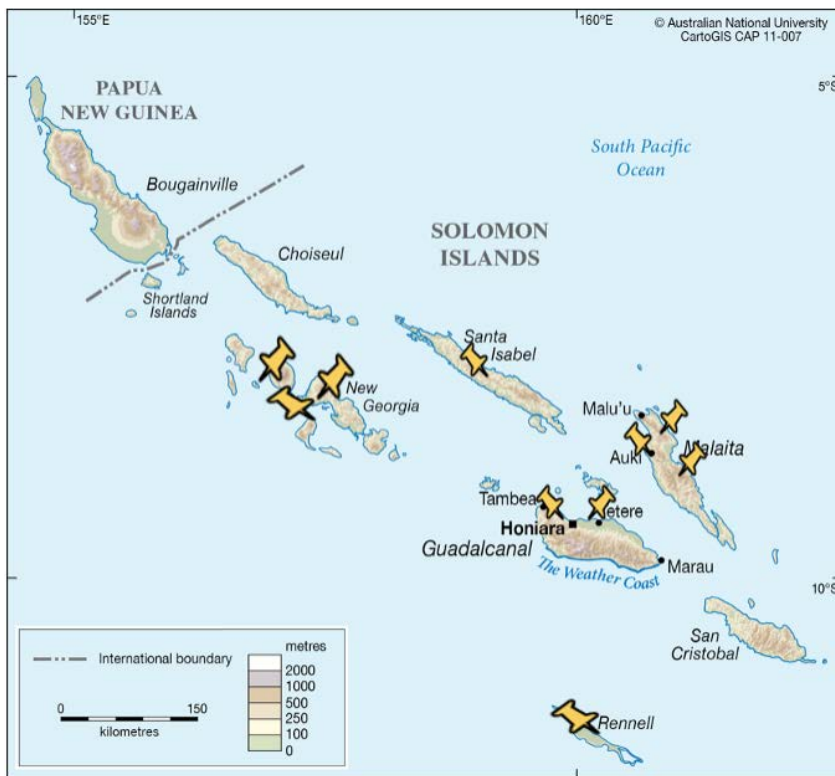 155°E
160°E
© Australian National University
CartoGIS CAP 11-007
PAPUA
NEW GUINEA
5°S
South Pacific
Ocean
Bougainville
SOLOMON
ISLANDS
Choiseul
Shortland
Islands
Santa
Isabel
New
Georgia
Malu'u
Auki
Tambea
Honiara
Guadalcanal
The Weather Coast
Marau
10°S
San
Cristobal
Rennell
International boundary
0 150
kilometres
metres
2000
1000
500
250
100
0